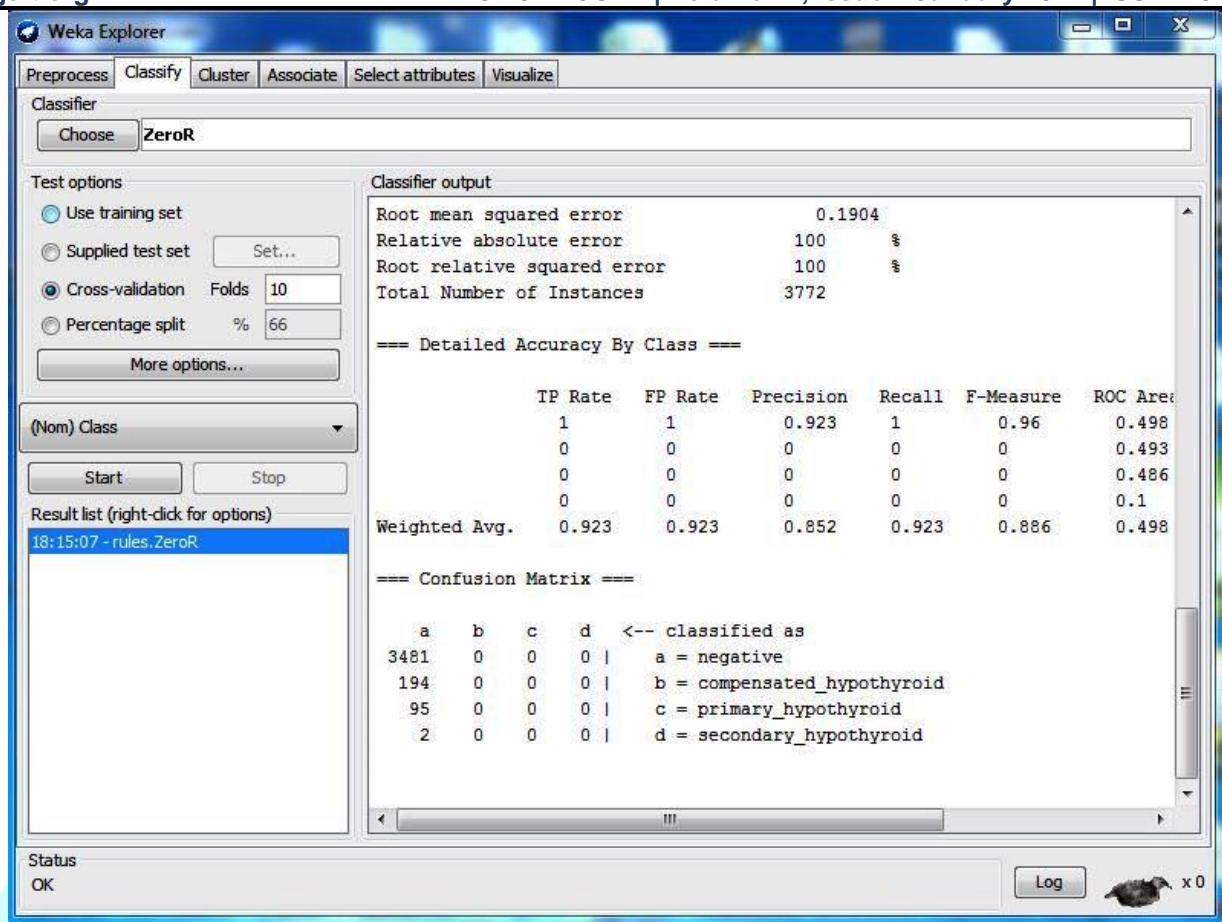 Weka Explorer
Preprocess Classify Cluster Associate Select attributes Visualize
Classifier
Choose ZeroR
Test options
Use training set
Supplied test set Set...
Cross-validation Folds 10
Percentage split % 66
More options...
(Nom) Class
Start Stop
Result list (right-click for options)
18:15:07 - rules.ZeroR
Classifier output
Root mean squared error 0.1904
Relative absolute error 100 %
Root relative squared error 100 %
Total Number of Instances 3772
=== Detailed Accuracy By Class ===
TP Rate FP Rate Precision Recall F-Measure ROC Area
1 1 0.923 1 0.96 0.498
0 0 0 0 0 0.493
0 0 0 0 0 0.486
0 0 0 0 0 0.1
Weighted Avg. 0.923 0.923 0.852 0.923 0.886 0.498
=== Confusion Matrix ===
a b c d <-- classified as
3481 0 0 0 | a = negative
194 0 0 0 | b = compensated_hypothyroid
95 0 0 0 | c = primary_hypothyroid
2 0 0 0 | d = secondary_hypothyroid
Status
OK
Log x 0